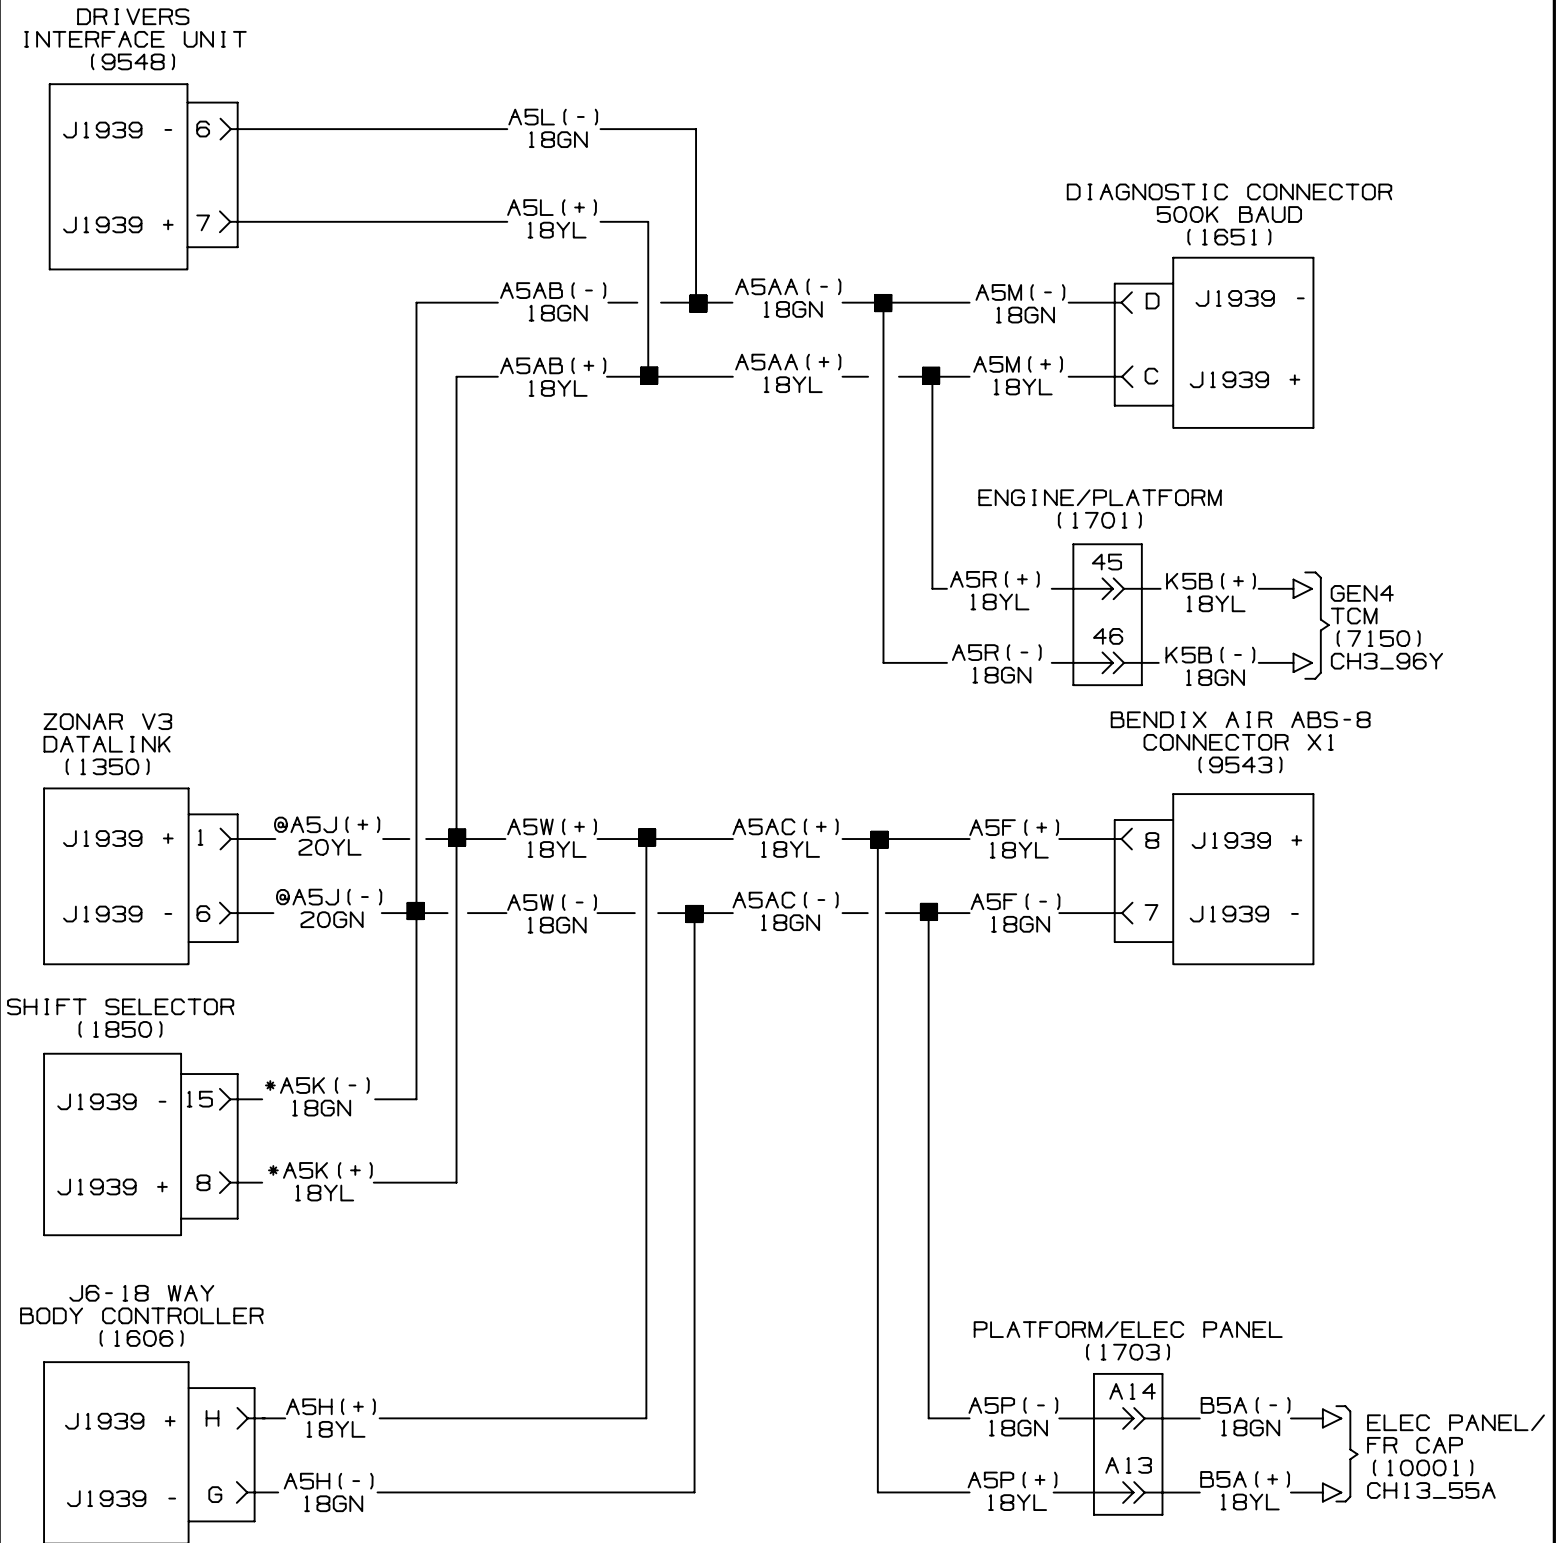 DRIVERS
INTERFACE UNIT
(9548)
J1939 - 6
J1939 + 7
A5L(-)
18GN
A5L(+)
18YL
A5AB(-)
18GN
A5AA(-)
18GN
A5M(-)
18GN
A5AB(+)
18YL
A5AA(+)
18YL
A5M(+)
18YL
DIAGNOSTIC CONNECTOR
500K BAUD
(1651)
D J1939 -
C J1939 +
ENGINE/PLATFORM
(1701)
A5R(+)
18YL
45
K5B(+)
18YL
A5R(-)
18GN
46
K5B(-)
18GN
GEN4
TCM
(7150)
CH3_96Y
ZONAR V3
DATALINK
(1350)
J1939 + 1
J1939 - 6
@A5J(+)
20YL
A5W(+)
18YL
A5AC(+)
18YL
A5F(+)
18YL
@A5J(-)
20GN
A5W(-)
18GN
A5AC(-)
18GN
A5F(-)
18GN
BENDIX AIR ABS-8
CONNECTOR X1
(9543)
8 J1939 +
7 J1939 -
SHIFT SELECTOR
(1850)
J1939 - 15
J1939 + 8
*A5K(-)
18GN
*A5K(+)
18YL
J6-18 WAY
BODY CONTROLLER
(1606)
J1939 + H
J1939 - G
A5H(+)
18YL
A5H(-)
18GN
PLATFORM/ELEC PANEL
(1703)
A5P(-)
18GN
A14
B5A(-)
18GN
A5P(+)
18YL
A13
B5A(+)
18YL
ELEC PANEL/
FR CAP
(10001)
CH13_55A